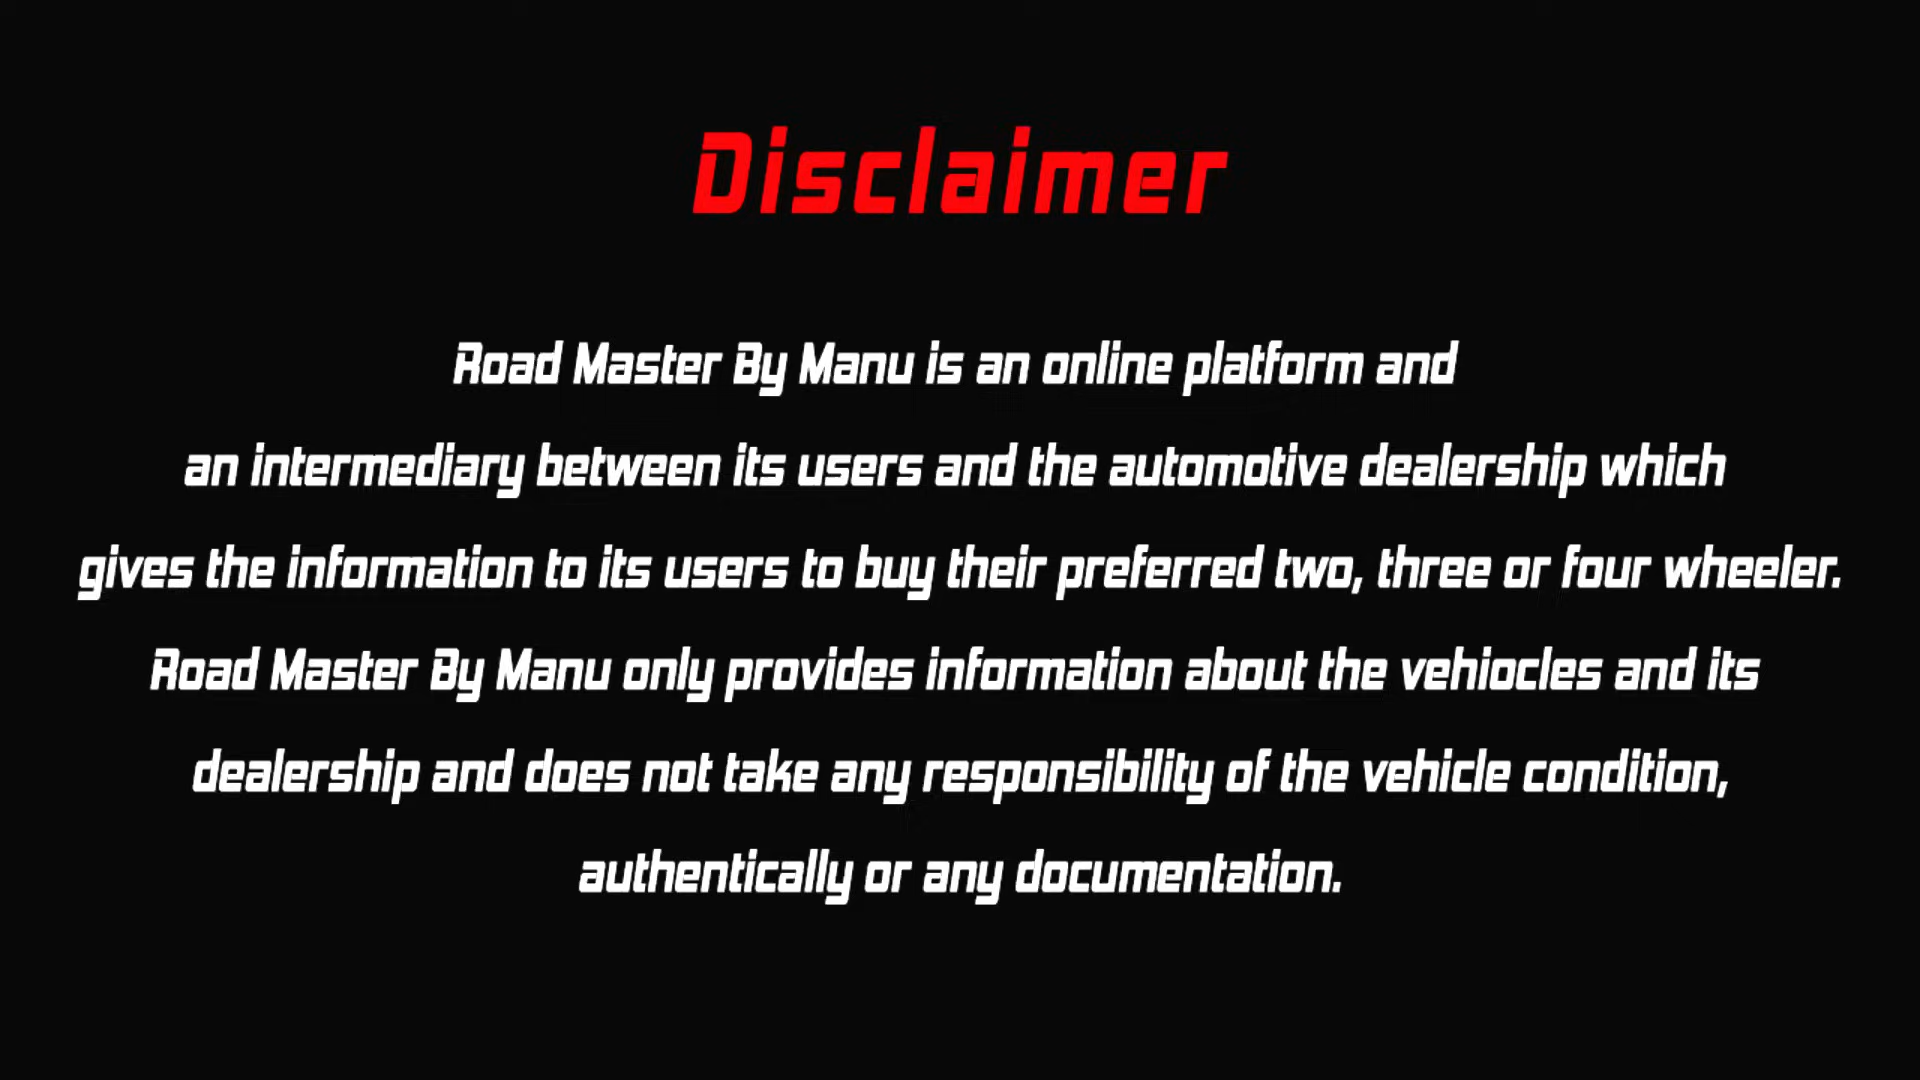 Disclaimer
Road Master By Manu is an online platform and
an intermediary between its users and the automotive dealership which
gives the information to its users to buy their preferred two, three or four wheeler.
Road Master By Manu only provides information about the vehiocles and its
dealership and does not take any responsibility of the vehicle condition,
authentically or any documentation.